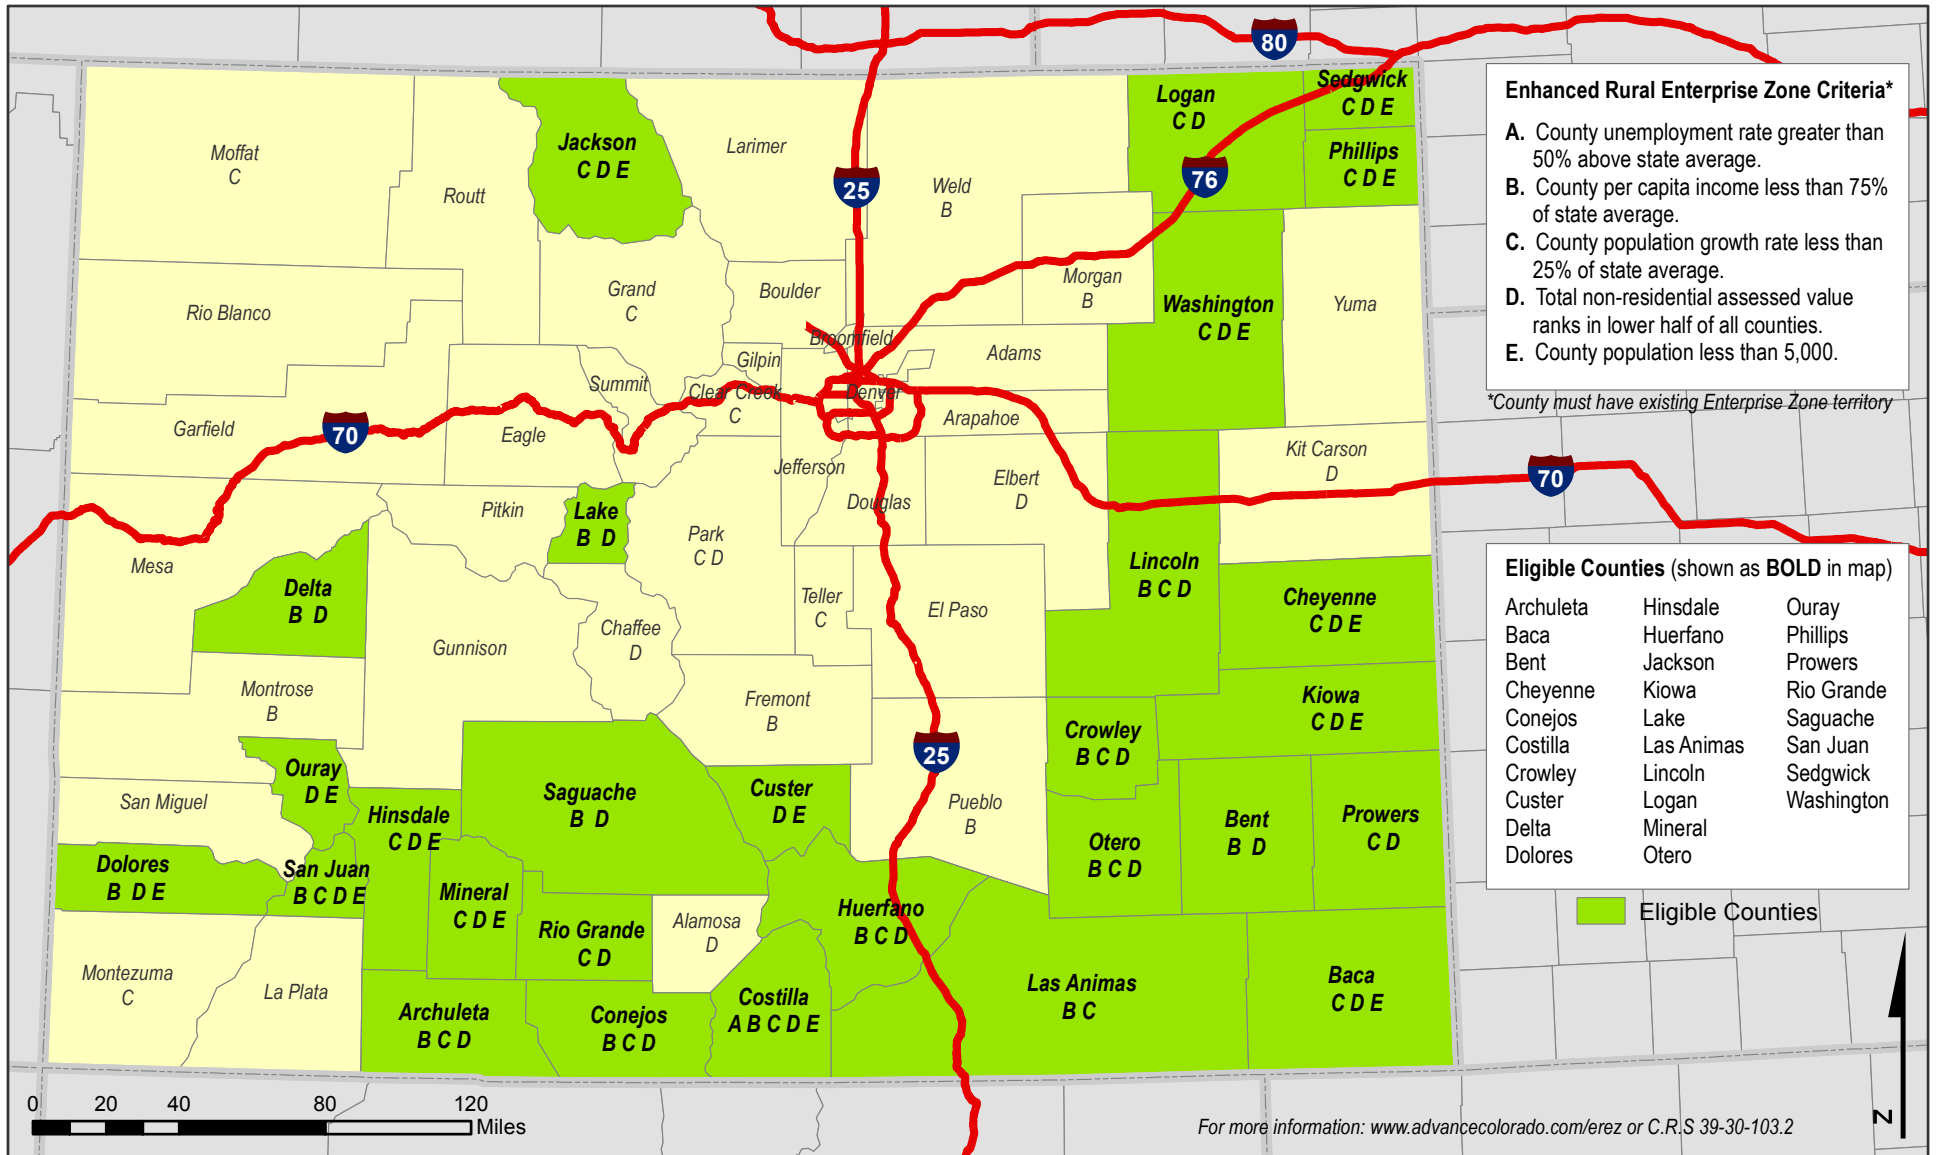 80
Sedgwick
C D E
Logan
C D
Jackson
C D E
Larimer
Moffat
C
Phillips
C D E
76
25
Weld
B
Routt
Morgan
B
Grand
C
Boulder
Washington
C D E
Yuma
Rio Blanco
Broomfield
Adams
Gilpin
Summit
Clear Creek
C
Denver
Arapahoe
Garfield
70
Eagle
Kit Carson
D
Jefferson
Elbert
D
70
Pitkin
Lake
B D
Douglas
Park
C D
Mesa
Lincoln
B C D
Delta
B D
Teller
C
El Paso
Cheyenne
C D E
Chaffee
D
Gunnison
Montrose
B
Fremont
B
Kiowa
C D E
Crowley
B C D
25
Ouray
D E
San Miguel
Hinsdale
C D E
Saguache
B D
Custer
D E
Pueblo
B
Otero
B C D
Bent
B D
Prowers
C D
Dolores
B D E
San Juan
B C D E
Mineral
C D E
Huerfano
B C D
Rio Grande
C D
Alamosa
D
Montezuma
C
La Plata
Las Animas
B C
Baca
C D E
Archuleta
B C D
Conejos
B C D
Costilla
A B C D E
Enhanced Rural Enterprise Zone Criteria*
A. County unemployment rate greater than
50% above state average.
B. County per capita income less than 75%
of state average.
C. County population growth rate less than
25% of state average.
D. Total non-residential assessed value
ranks in lower half of all counties.
E. County population less than 5,000.
*County must have existing Enterprise Zone territory
Eligible Counties (shown as BOLD in map)
Archuleta Hinsdale Ouray
Baca Huerfano Phillips
Bent Jackson Prowers
Cheyenne Kiowa Rio Grande
Conejos Lake Saguache
Costilla Las Animas San Juan
Crowley Lincoln Sedgwick
Custer Logan Washington
Delta Mineral
Dolores Otero
Eligible Counties
0 20 40 80 120
Miles
For more information: www.advancecolorado.com/erez or C.R.S 39-30-103.2
N